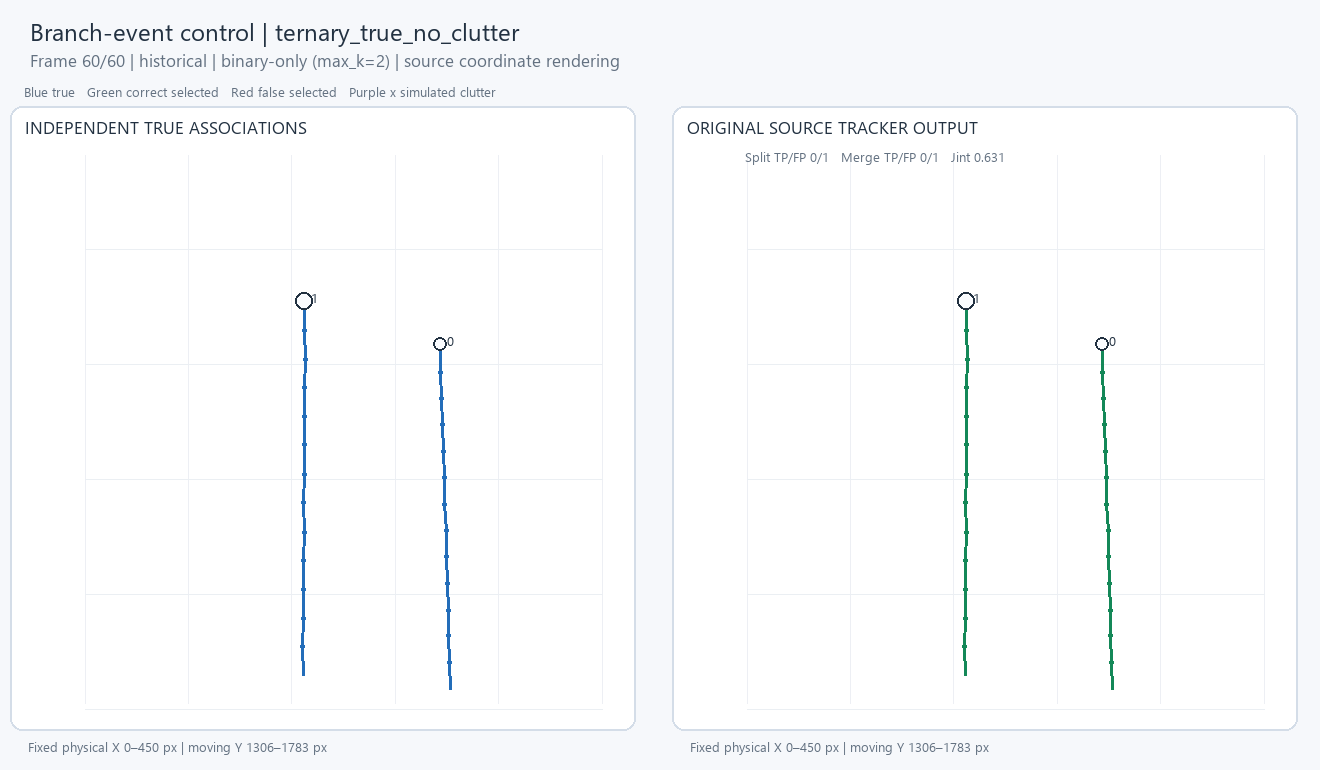 Branch-event control | ternary_true_no_clutter
Frame 60/60 | historical | binary-only (max_k=2) | source coordinate rendering
Blue true   Green correct selected   Red false selected   Purple x simulated clutter
INDEPENDENT TRUE ASSOCIATIONS
1
0
Fixed physical X 0–450 px | moving Y 1306–1783 px
ORIGINAL SOURCE TRACKER OUTPUT
Split TP/FP 0/1   Merge TP/FP 0/1   Jint 0.631
1
0
Fixed physical X 0–450 px | moving Y 1306–1783 px